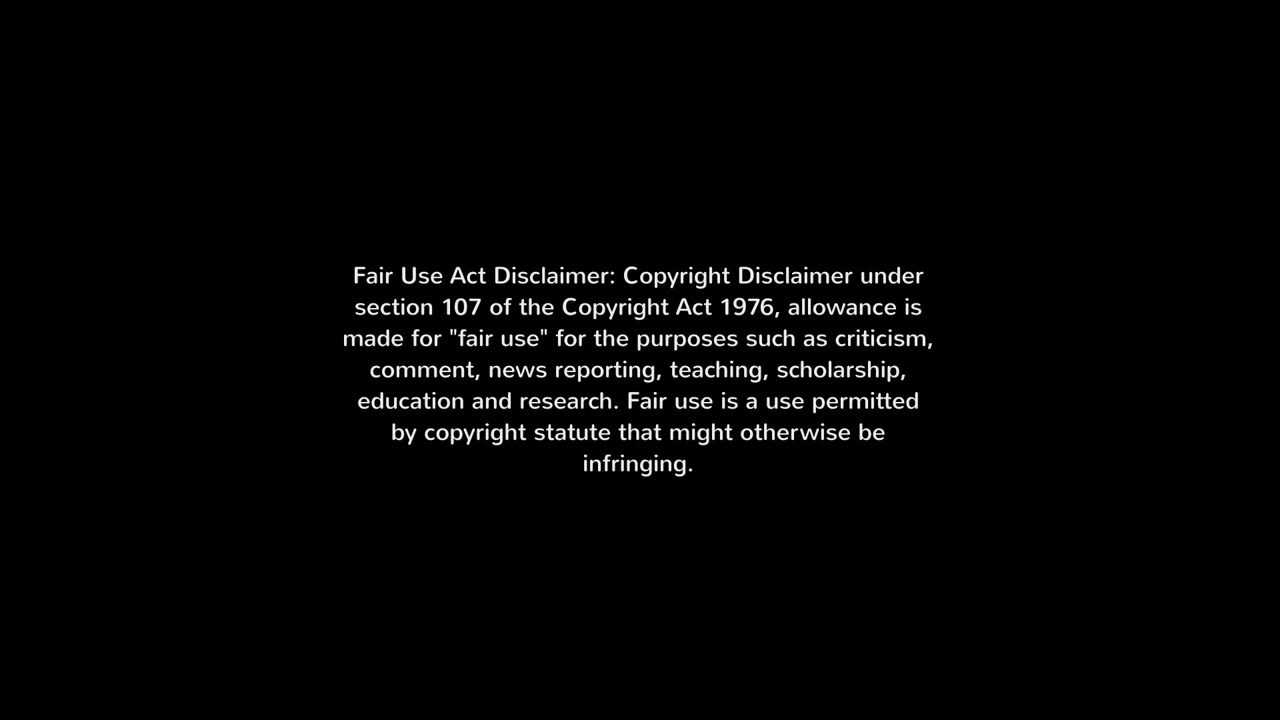 Fair Use Act Disclaimer: Copyright Disclaimer under
section 107 of the Copyright Act 1976, allowance is
made for "fair use" for the purposes such as criticism,
comment, news reporting, teaching, scholarship,
education and research. Fair use is a use permitted
by copyright statute that might otherwise be
infringing.